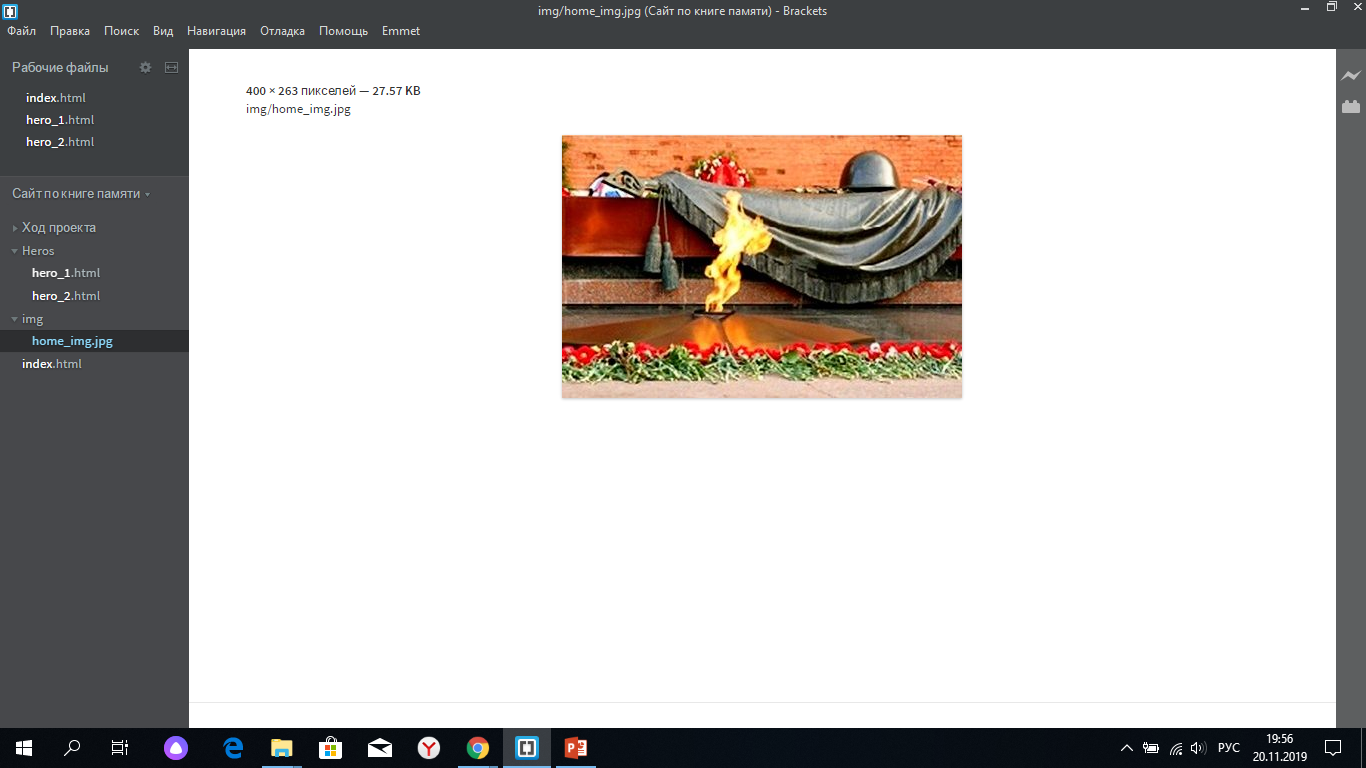 img/home_img.jpg (Сайт по книге памяти) - Brackets
Файл Правка Поиск Вид Навигация Отладка Помощь Emmet
Рабочие файлы
index.html
hero_1.html
hero_2.html
Сайт по книге памяти
Ход проекта
Heros
hero_1.html
hero_2.html
img
home_img.jpg
index.html
400 × 263 пикселей — 27.57 KB
img/home_img.jpg
РУС
19:56
20.11.2019